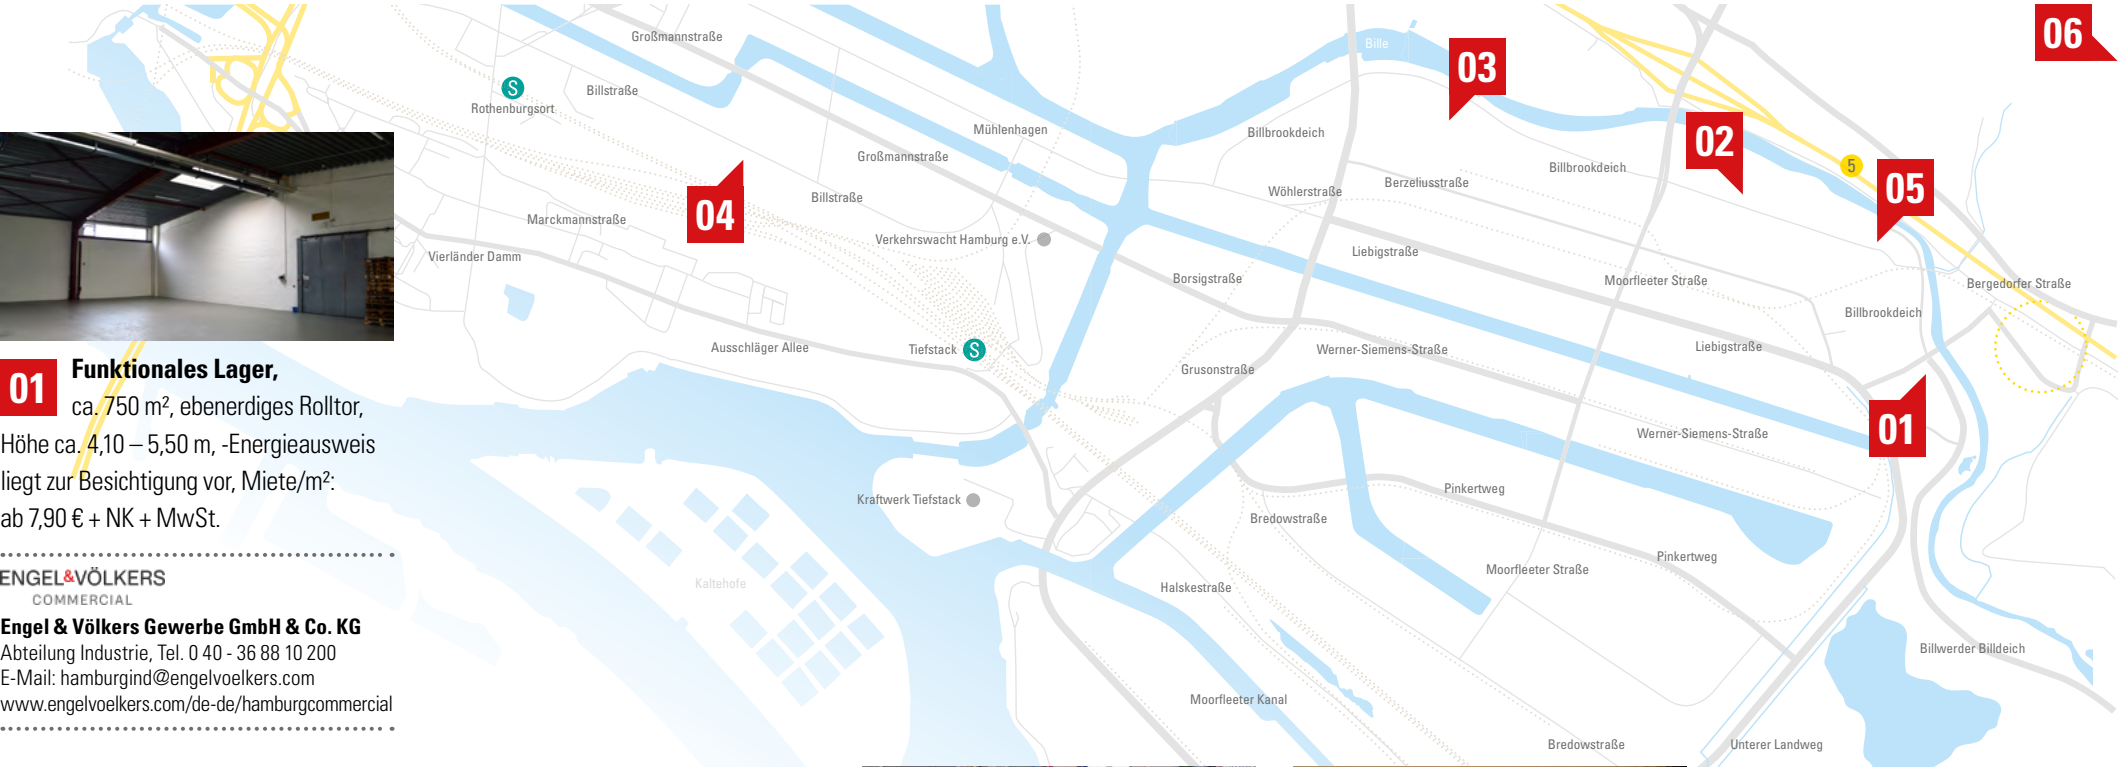 Großmannstraße
Bille
03
06
Rothenburgsort
S
Billstraße
Mühlenhagen
Billbrookdeich
02
5
05
Großmannstraße
Billstraße
04
Marckmannstraße
Vierländer Damm
Verkehrswacht Hamburg e.V.
Wöhlerstraße
Berzeliusstraße
Billbrookdeich
Liebigstraße
Borsigstraße
Moorfleeter Straße
Bergedorfer Straße
Billbrookdeich
Ausschläger Allee
Tiefstack
S
Werner-Siemens-Straße
Liebigstraße
Grusonstraße
01
Werner-Siemens-Straße
Kraftwerk Tiefstack
Pinkertweg
Bredowstraße
Pinkertweg
Moorfleeter Straße
Kaltehofe
Halskestraße
Billwerder Billdeich
Moorfleeter Kanal
Bredowstraße
Unterer Landweg
01
Funktionales Lager,
ca. 750 m², ebenerdiges Rolltor,
Höhe ca. 4,10 – 5,50 m, -Energieausweis
liegt zur Besichtigung vor, Miete/m²:
ab 7,90 € + NK + MwSt.
ENGEL&VÖLKERS
COMMERCIAL
Engel & Völkers Gewerbe GmbH & Co. KG
Abteilung Industrie, Tel. 0 40 - 36 88 10 200
E-Mail: hamburgind@engelvoelkers.com
www.engelvoelkers.com/de-de/hamburgcommercial